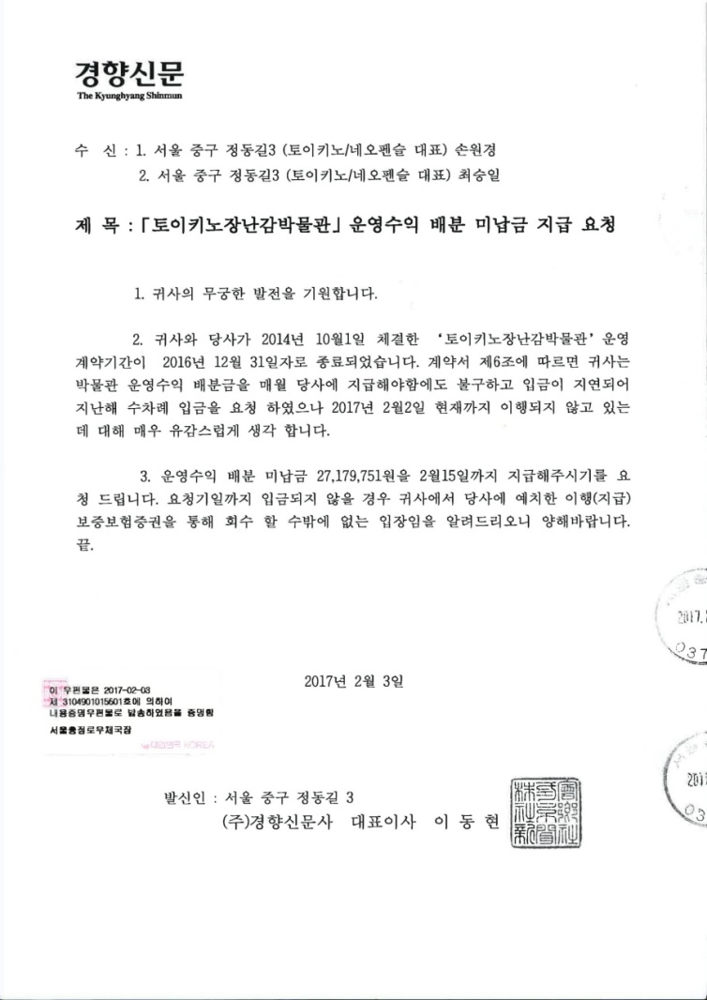 경향신문
The Kyunghyang Shinmun
수 신 : 1. 서울 중구 정동길3 (토이키노/네오펜슬 대표) 손원경
2. 서울 중구 정동길3 (토이키노/네오펜슬 대표) 최승일
제 목 : 「토이키노장난감박물관」 운영수익 배분 미납금 지급 요청
1. 귀사의 무궁한 발전을 기원합니다.
2. 귀사와 당사가 2014년 10월1일 체결한 '토이키노장난감박물관' 운영
계약기간이 2016년 12월 31일자로 종료되었습니다. 계약서 제6조에 따르면 귀사는
박물관 운영수익 배분금을 매월 당사에 지급해야함에도 불구하고 입금이 지연되어
지난해 수차례 입금을 요청 하였으나 2017년 2월2일 현재까지 이행되지 않고 있는
데 대해 매우 유감스럽게 생각 합니다.
3. 운영수익 배분 미납금 27,179,751원을 2월15일까지 지급해주시기를 요
청 드립니다. 요청기일까지 입금되지 않을 경우 귀사에서 당사에 예치한 이행(지급)
보증보험증권을 통해 회수 할 수밖에 없는 입장임을 알려드리오니 양해바랍니다.
끝.
2017.
037
2017년 2월 3일
이 우편물은 2017-02-03
제 3104901015601호에 의하여
내용증명우편물로 발송하였음을 증명함
서울충정로우체국장
대한민국 KOREA
201
03
발신인 : 서울 중구 정동길 3
(주)경향신문사 대표이사 이 동 현